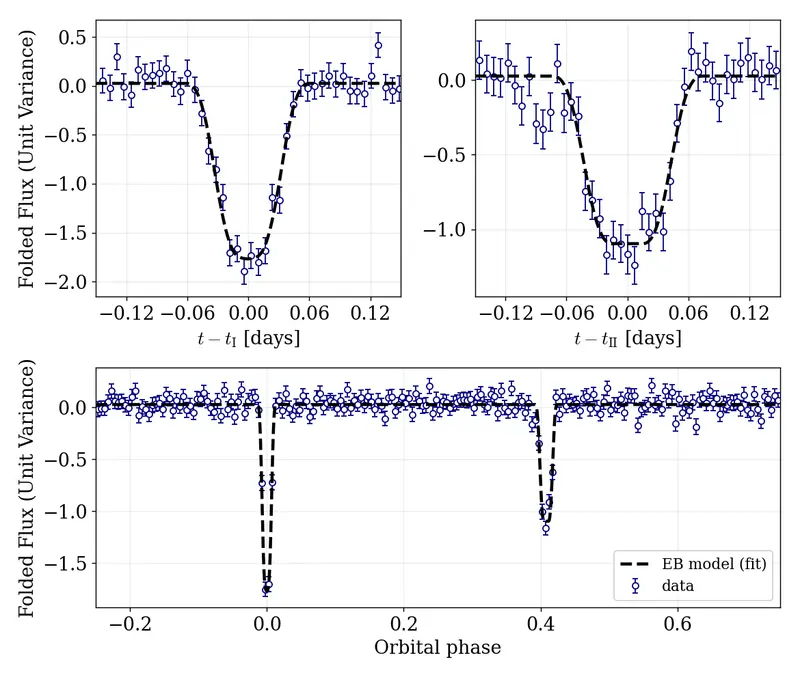 Folded Flux (Unit Variance)
0.5
0.0
−0.5
−1.0
−1.5
−2.0
−0.12 −0.06 0.00 0.06 0.12
t − t_I [days]
0.0
−0.5
−1.0
−0.12 −0.06 0.00 0.06 0.12
t − t_II [days]
Folded Flux (Unit Variance)
0.0
−0.5
−1.0
−1.5
−0.2 0.0 0.2 0.4 0.6
Orbital phase
EB model (fit)
data